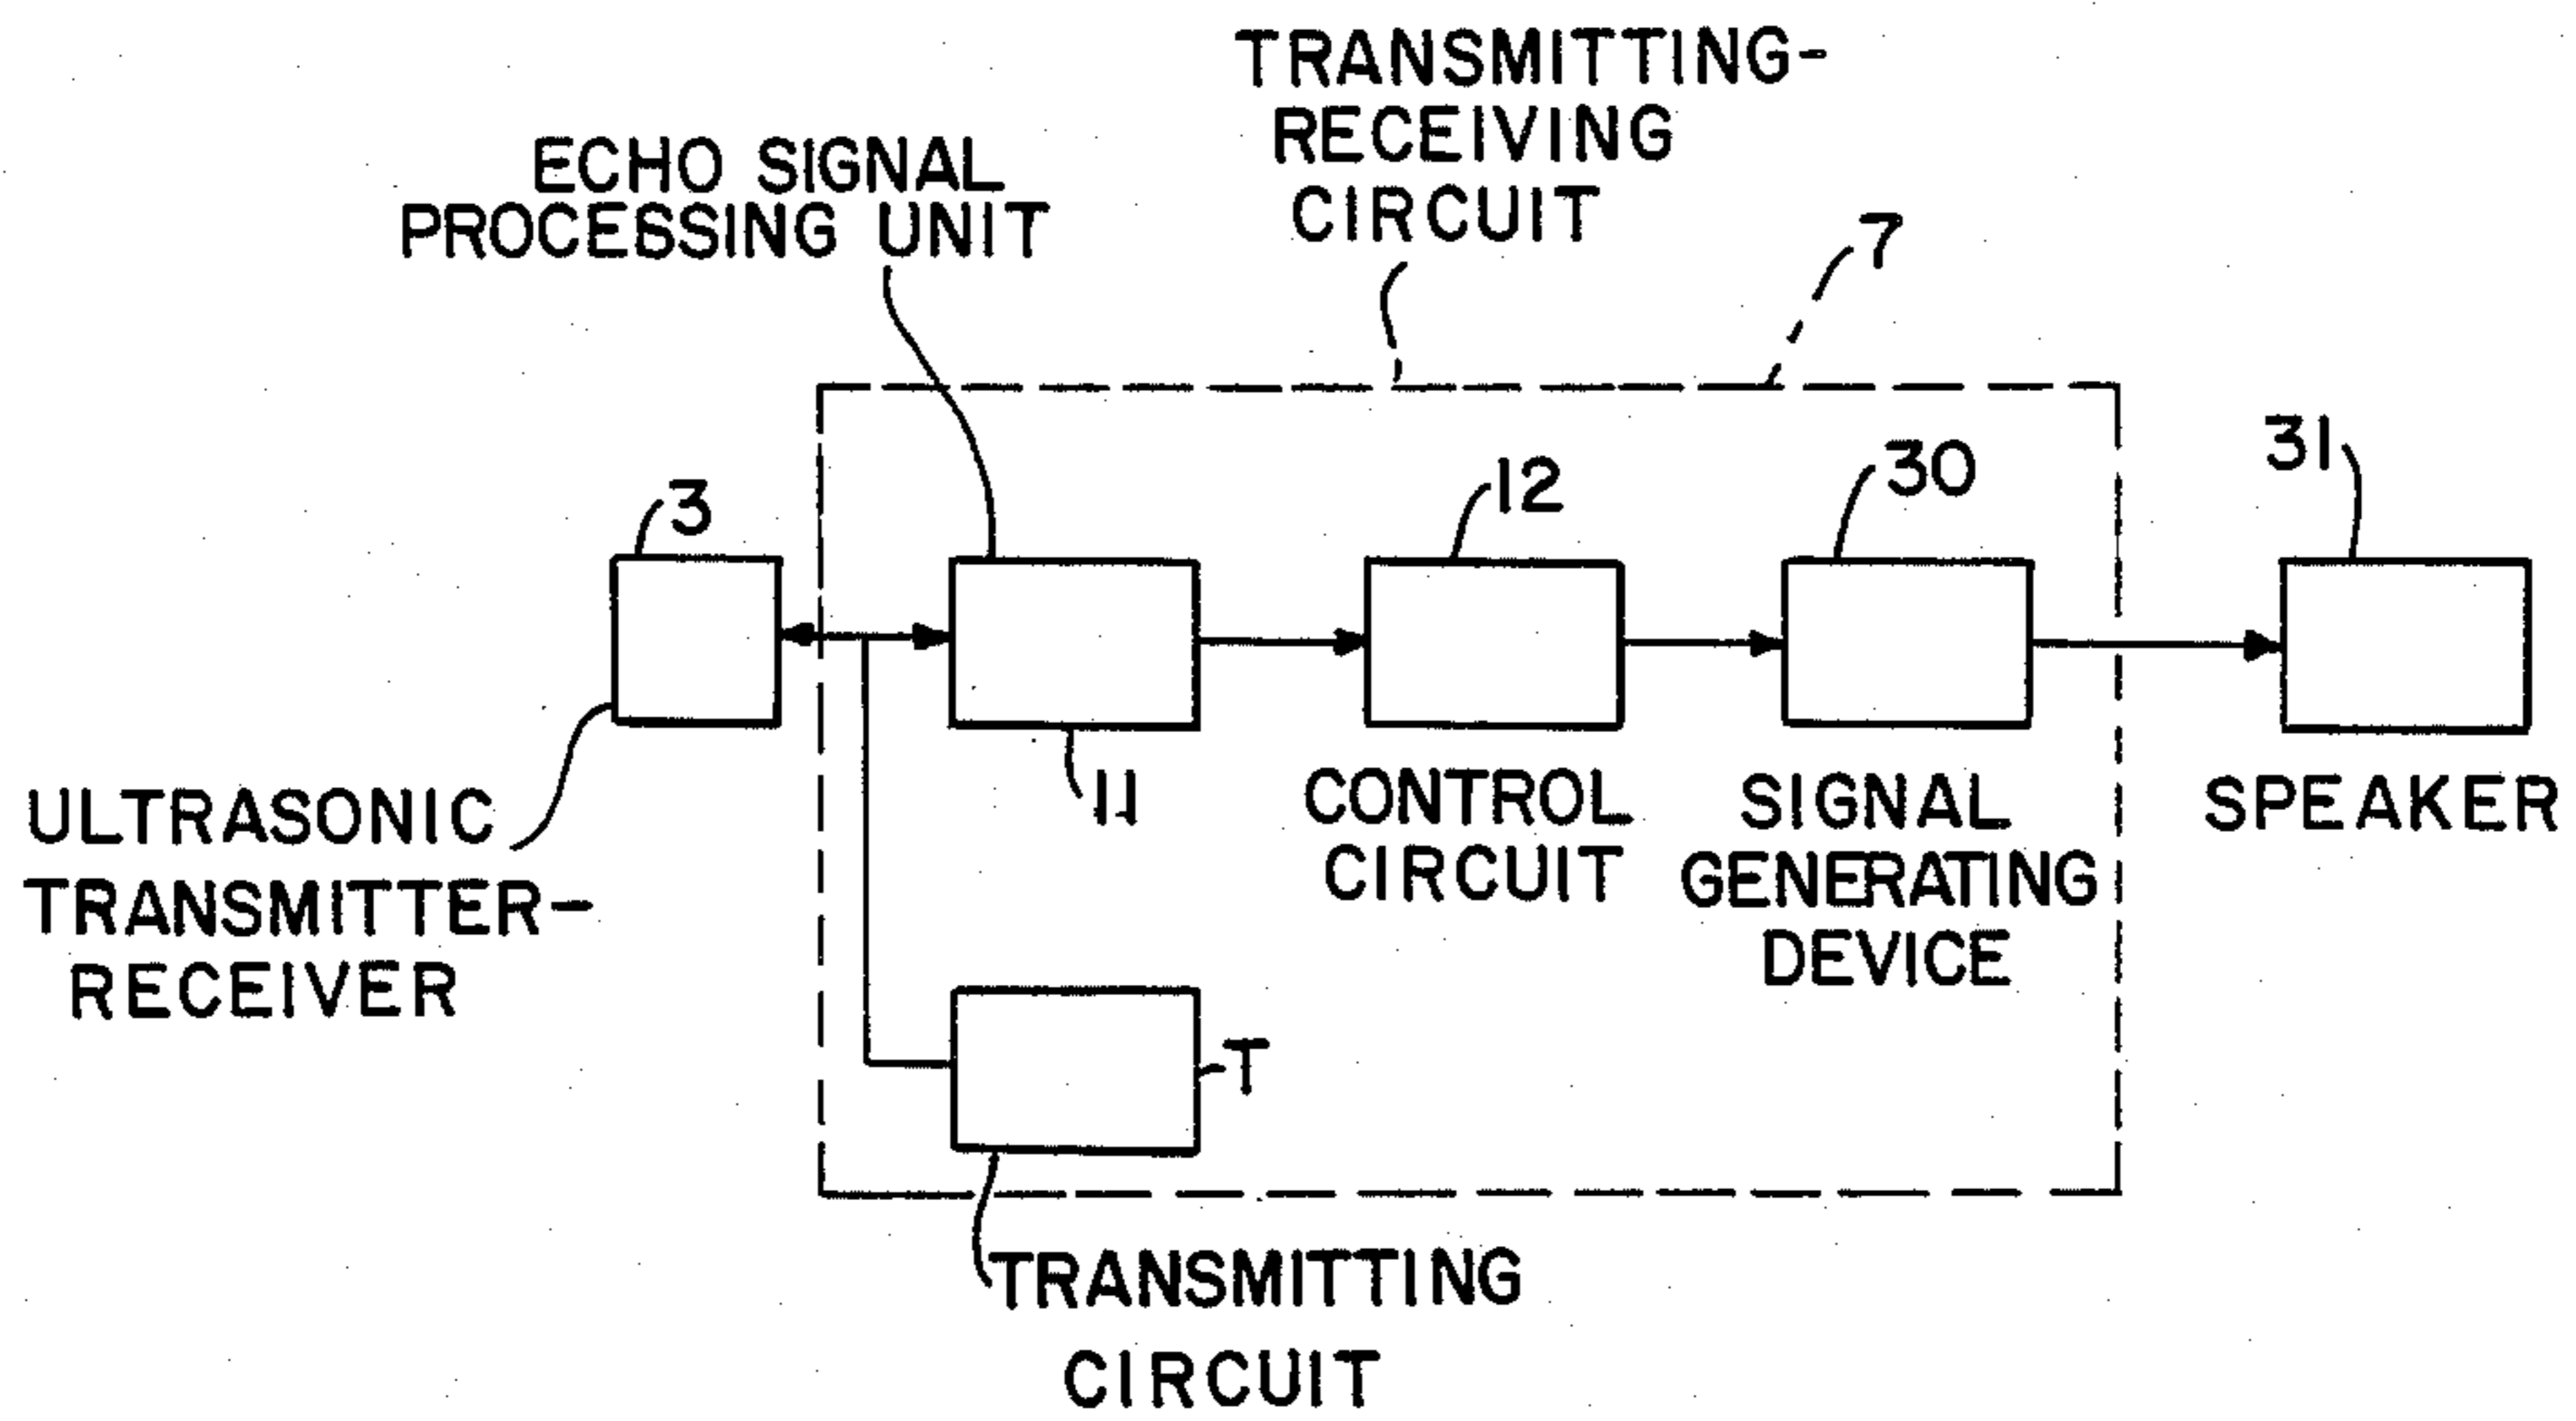 TRANSMITTING-
RECEIVING
CIRCUIT
ECHO SIGNAL
PROCESSING UNIT
7
3
12
30
31
11
ULTRASONIC
TRANSMITTER-
RECEIVER
CONTROL
CIRCUIT
SIGNAL
GENERATING
DEVICE
SPEAKER
T
TRANSMITTING
CIRCUIT